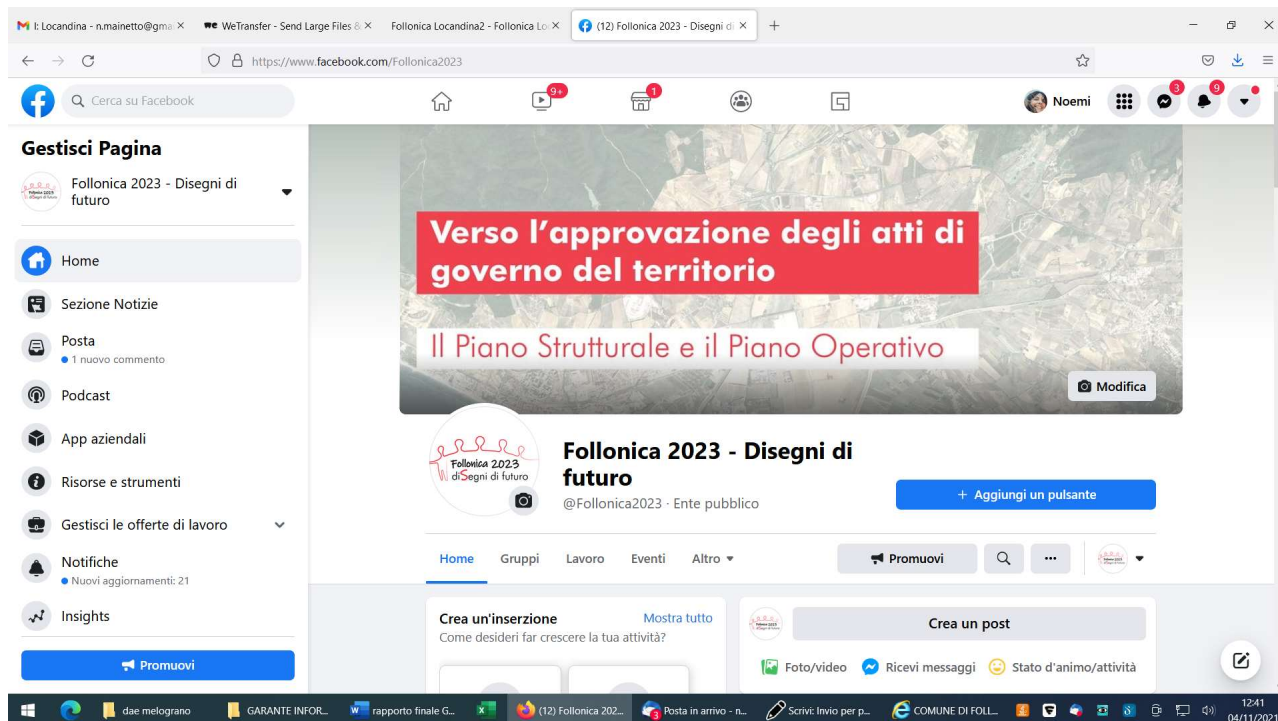 I: Locandina - n.mainetto@gma
WeTransfer - Send Large Files &
Follonica Locandina2 - Follonica Lo
(12) Follonica 2023 - Disegni di
https://www.facebook.com/Follonica2023
Cerca su Facebook
9+
1
Noemi
3
9
Gestisci Pagina
Follonica 2023 - Disegni di
futuro
Home
Sezione Notizie
Posta
1 nuovo commento
Podcast
App aziendali
Risorse e strumenti
Gestisci le offerte di lavoro
Notifiche
Nuovi aggiornamenti: 21
Insights
Promuovi
Verso l'approvazione degli atti di
governo del territorio
Il Piano Strutturale e il Piano Operativo
Modifica
Follonica 2023
diSegni di futuro
Follonica 2023 - Disegni di
futuro
@Follonica2023 · Ente pubblico
+ Aggiungi un pulsante
Home Gruppi Lavoro Eventi Altro
Promuovi
Crea un'inserzione Mostra tutto
Come desideri far crescere la tua attività?
Crea un post
Foto/video Ricevi messaggi Stato d'animo/attività
dae melograno
GARANTE INFOR...
rapporto finale G...
(12) Follonica 202...
Posta in arrivo - n...
Scrivi: Invio per p...
COMUNE DI FOLL...
12:41
04/11/202